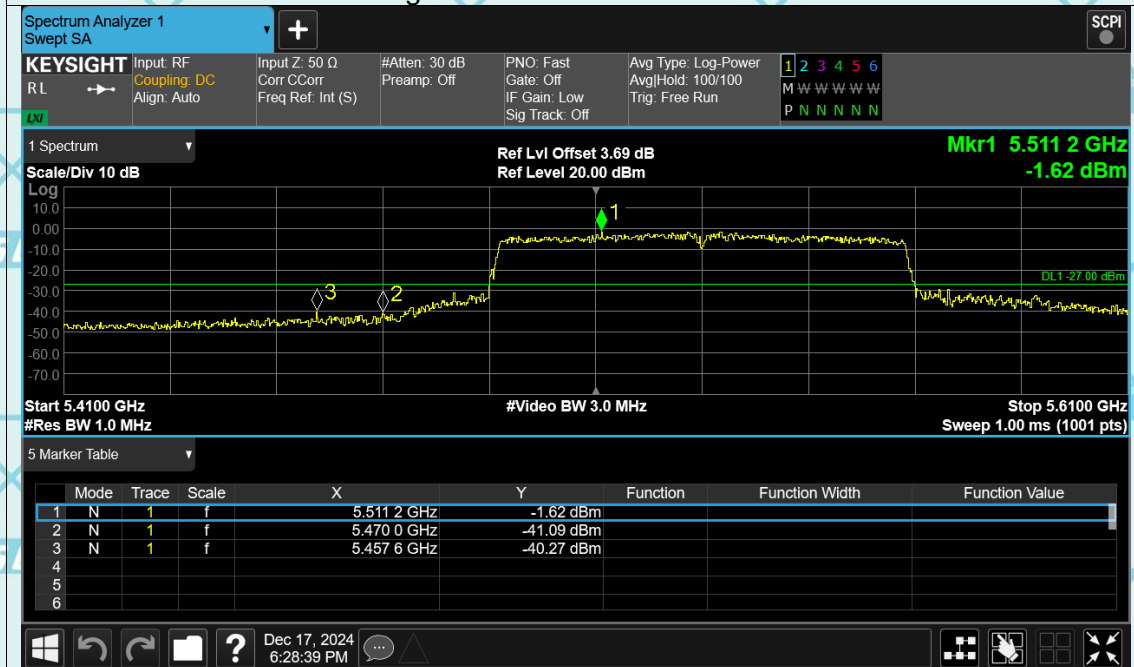 Spectrum Analyzer 1
Swept SA
+
SCPI
KEYSIGHT Input: RF Input Z: 50 Ω #Atten: 30 dB PNO: Fast Avg Type: Log-Power 1 2 3 4 5 6
RL Coupling: DC Corr CCorr Preamp: Off Gate: Off Avg|Hold: 100/100 M W W W W W W
Align: Auto Freq Ref: Int (S) IF Gain: Low Trig: Free Run
LXI Sig Track: Off P N N N N N N
1 Spectrum Ref Lvl Offset 3.69 dB Mkr1 5.511 2 GHz
Scale/Div 10 dB Ref Level 20.00 dBm -1.62 dBm
Log
10.0
1
0.00
-10.0
-20.0
DL1 -27.00 dBm
-30.0
3 2
-40.0
-50.0
-60.0
-70.0
Start 5.4100 GHz #Video BW 3.0 MHz Stop 5.6100 GHz
#Res BW 1.0 MHz Sweep 1.00 ms (1001 pts)
5 Marker Table
Mode Trace Scale X Y Function Function Width Function Value
1 N 1 f 5.511 2 GHz -1.62 dBm
2 N 1 f 5.470 0 GHz -41.09 dBm
3 N 1 f 5.457 6 GHz -40.27 dBm
4
5
6
? Dec 17, 2024
6:28:39 PM